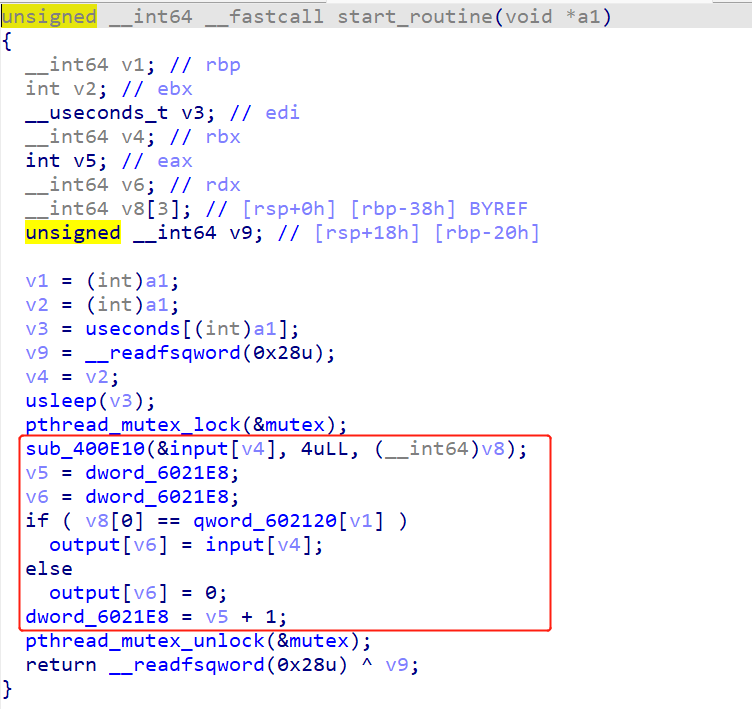 unsigned __int64 __fastcall start_routine(void *a1)
{
  __int64 v1; // rbp
  int v2; // ebx
  __useconds_t v3; // edi
  __int64 v4; // rbx
  int v5; // eax
  __int64 v6; // rdx
  __int64 v8[3]; // [rsp+0h] [rbp-38h] BYREF
  unsigned __int64 v9; // [rsp+18h] [rbp-20h]

  v1 = (int)a1;
  v2 = (int)a1;
  v3 = useconds[(int)a1];
  v9 = __readfsqword(0x28u);
  v4 = v2;
  usleep(v3);
  pthread_mutex_lock(&mutex);
  sub_400E10(&input[v4], 4uLL, (__int64)v8);
  v5 = dword_6021E8;
  v6 = dword_6021E8;
  if ( v8[0] == qword_602120[v1] )
    output[v6] = input[v4];
  else
    output[v6] = 0;
  dword_6021E8 = v5 + 1;
  pthread_mutex_unlock(&mutex);
  return __readfsqword(0x28u) ^ v9;
}